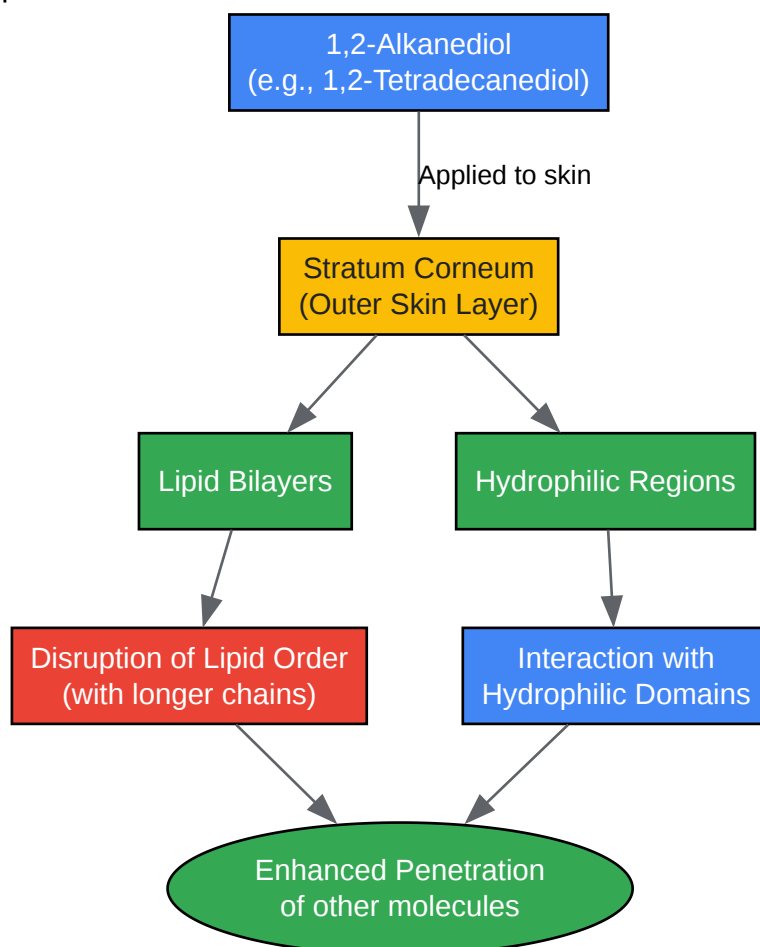 1,2-Alkanediol
(e.g., 1,2-Tetradecanediol)
Applied to skin
Stratum Corneum
(Outer Skin Layer)
Lipid Bilayers
Hydrophilic Regions
Disruption of Lipid Order
(with longer chains)
Interaction with
Hydrophilic Domains
Enhanced Penetration
of other molecules